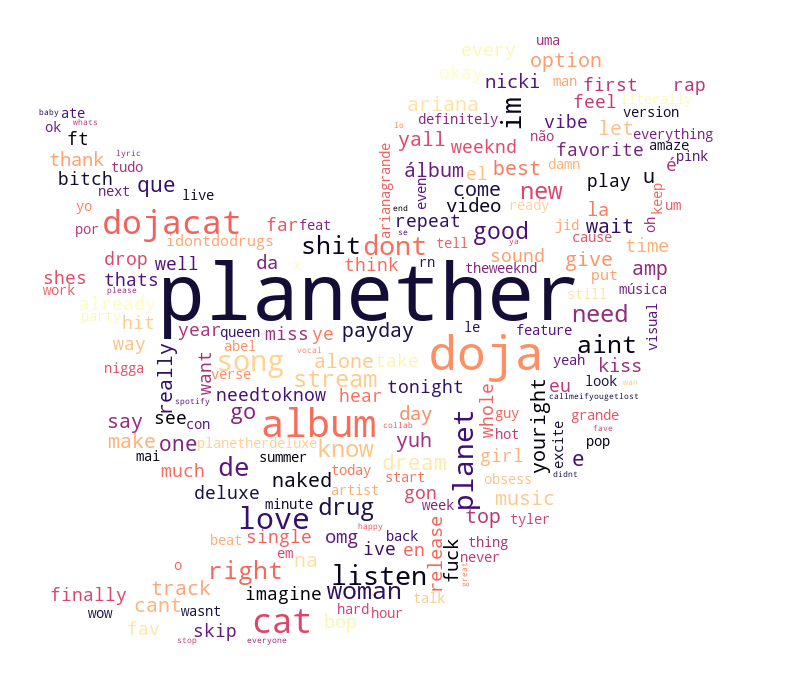 uma
every
option
okay
nicki
man
first
rap
ariana
im
feel
literally
baby
ate
ok
whats
ft
lo
yall
definitely
vibe
let
version
everything
weeknd
não
favorite
amaze
pink
thank
lyric
tudo
arianagrande
álbum
el
best
damn
é
bitch
next
que
live
even
come
new
play
u
keep
yo
dojacat
far
feat
end
repeat
video
ready
la
um
por
idontdodrugs
shit
dont
se
good
ya
jid
wait
oh
drop
well
da
tell
sound
cause
give
time
shes
work
thats
please
x
think
rn
theweeknd
put
amp
already
planether
still
música
party
hit
year
queen
miss
ye
payday
le
feature
need
visual
way
abel
vocal
doja
yeah
aint
nigga
really
want
verse
song
alone
take
kiss
spotify
needtoknow
stream
hear
tonight
whole
eu
look
wan
callmeifyougetlost
say
see
con
go
album
collab
day
guy
youright
grande
fave
make
one
planetherdeluxe
know
yuh
planet
hot
pop
mai
summer
dream
girl
excite
e
much
de
naked
today
start
gon
obsess
didnt
deluxe
minute
drug
artist
week
music
love
happy
top
tyler
beat
single
omg
back
release
fuck
thing
o
em
ive
en
never
right
na
listen
great
finally
track
imagine
woman
talk
wow
cant
wasnt
hard
hour
fav
skip
cat
bop
stop
everyone